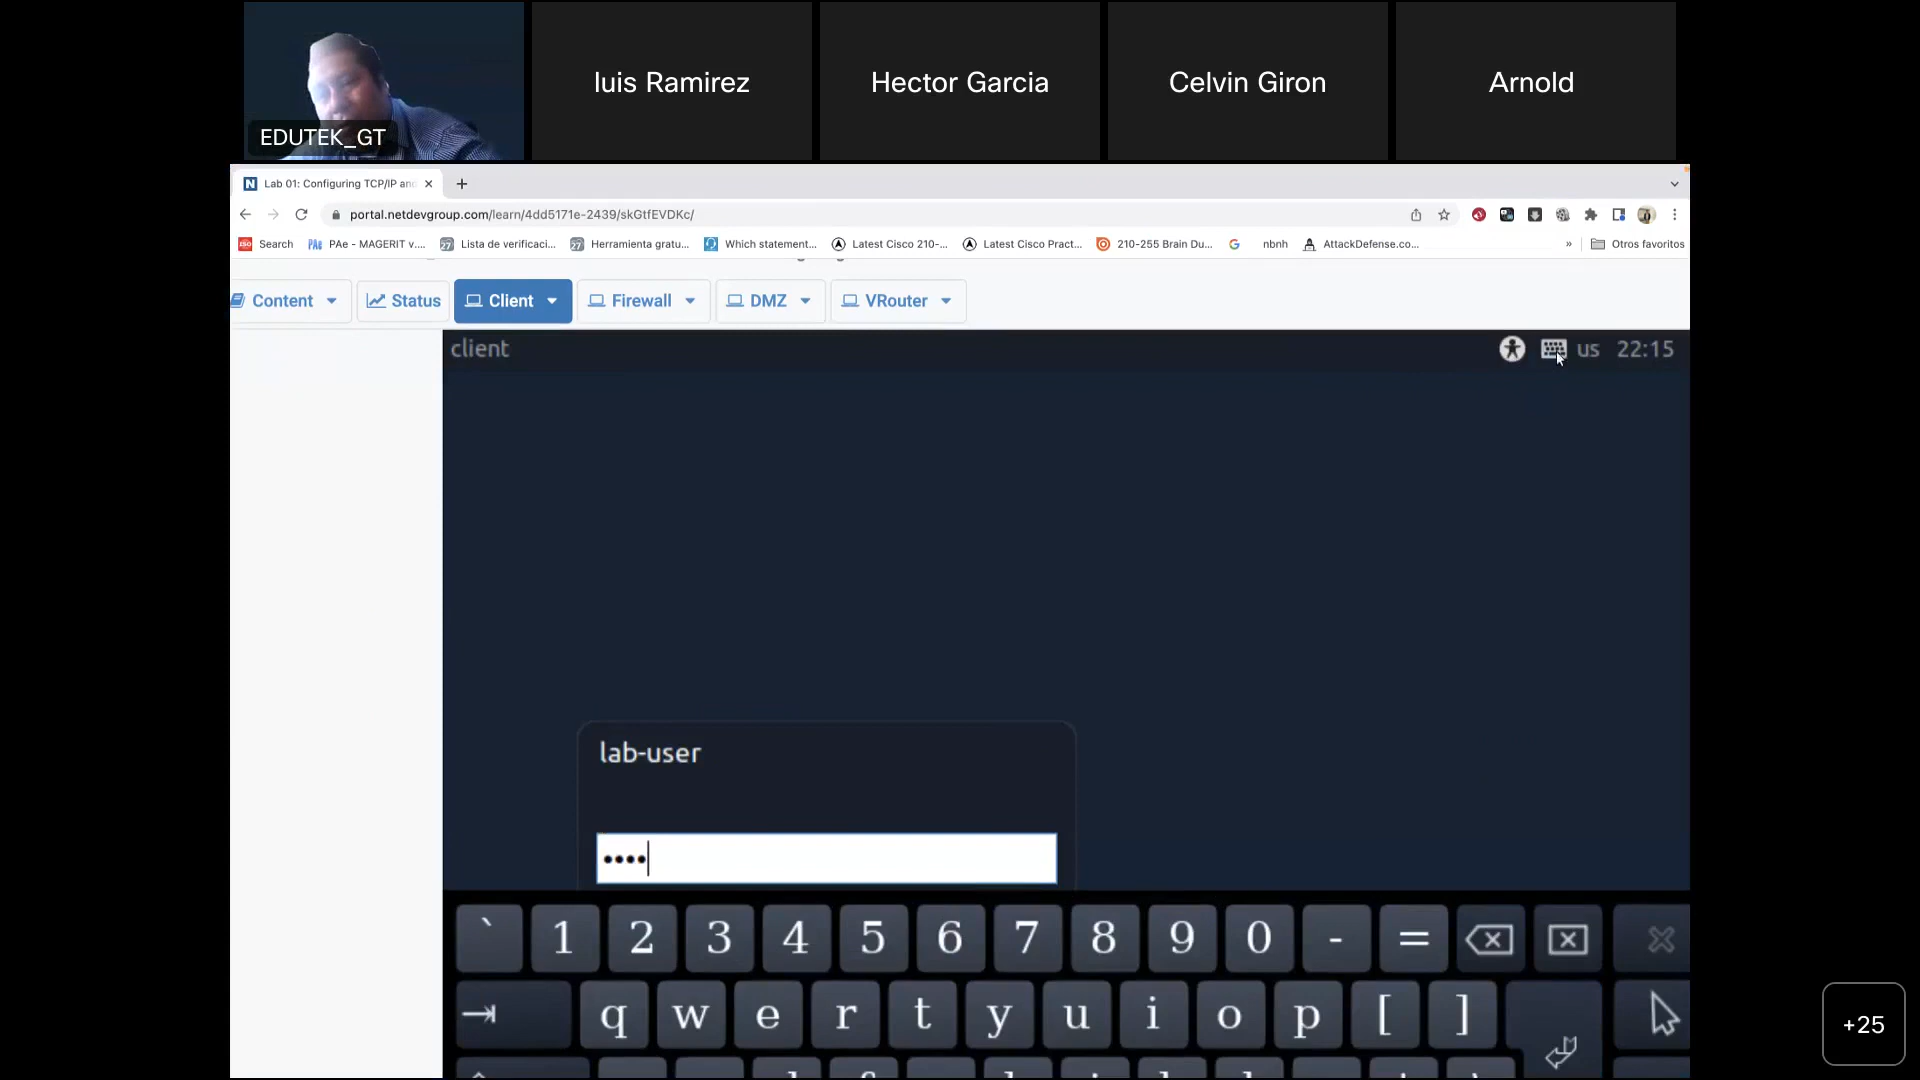 EDUTEK_GT
luis Ramirez
Hector Garcia
Celvin Giron
Arnold
Lab 01: Configuring TCP/IP and
portal.netdevgroup.com/learn/4dd5171e-2439/skGtfEVDKc/
Search PAe - MAGERIT v.... Lista de verificaci... Herramienta gratu... Which statement... Latest Cisco 210-... Latest Cisco Pract... 210-255 Brain Du... nbnh AttackDefense.co... » Otros favoritos
Content Status Client Firewall DMZ VRouter
client us 22:15
lab-user
` 1 2 3 4 5 6 7 8 9 0 - =
q w e r t y u i o p [ ]
+25